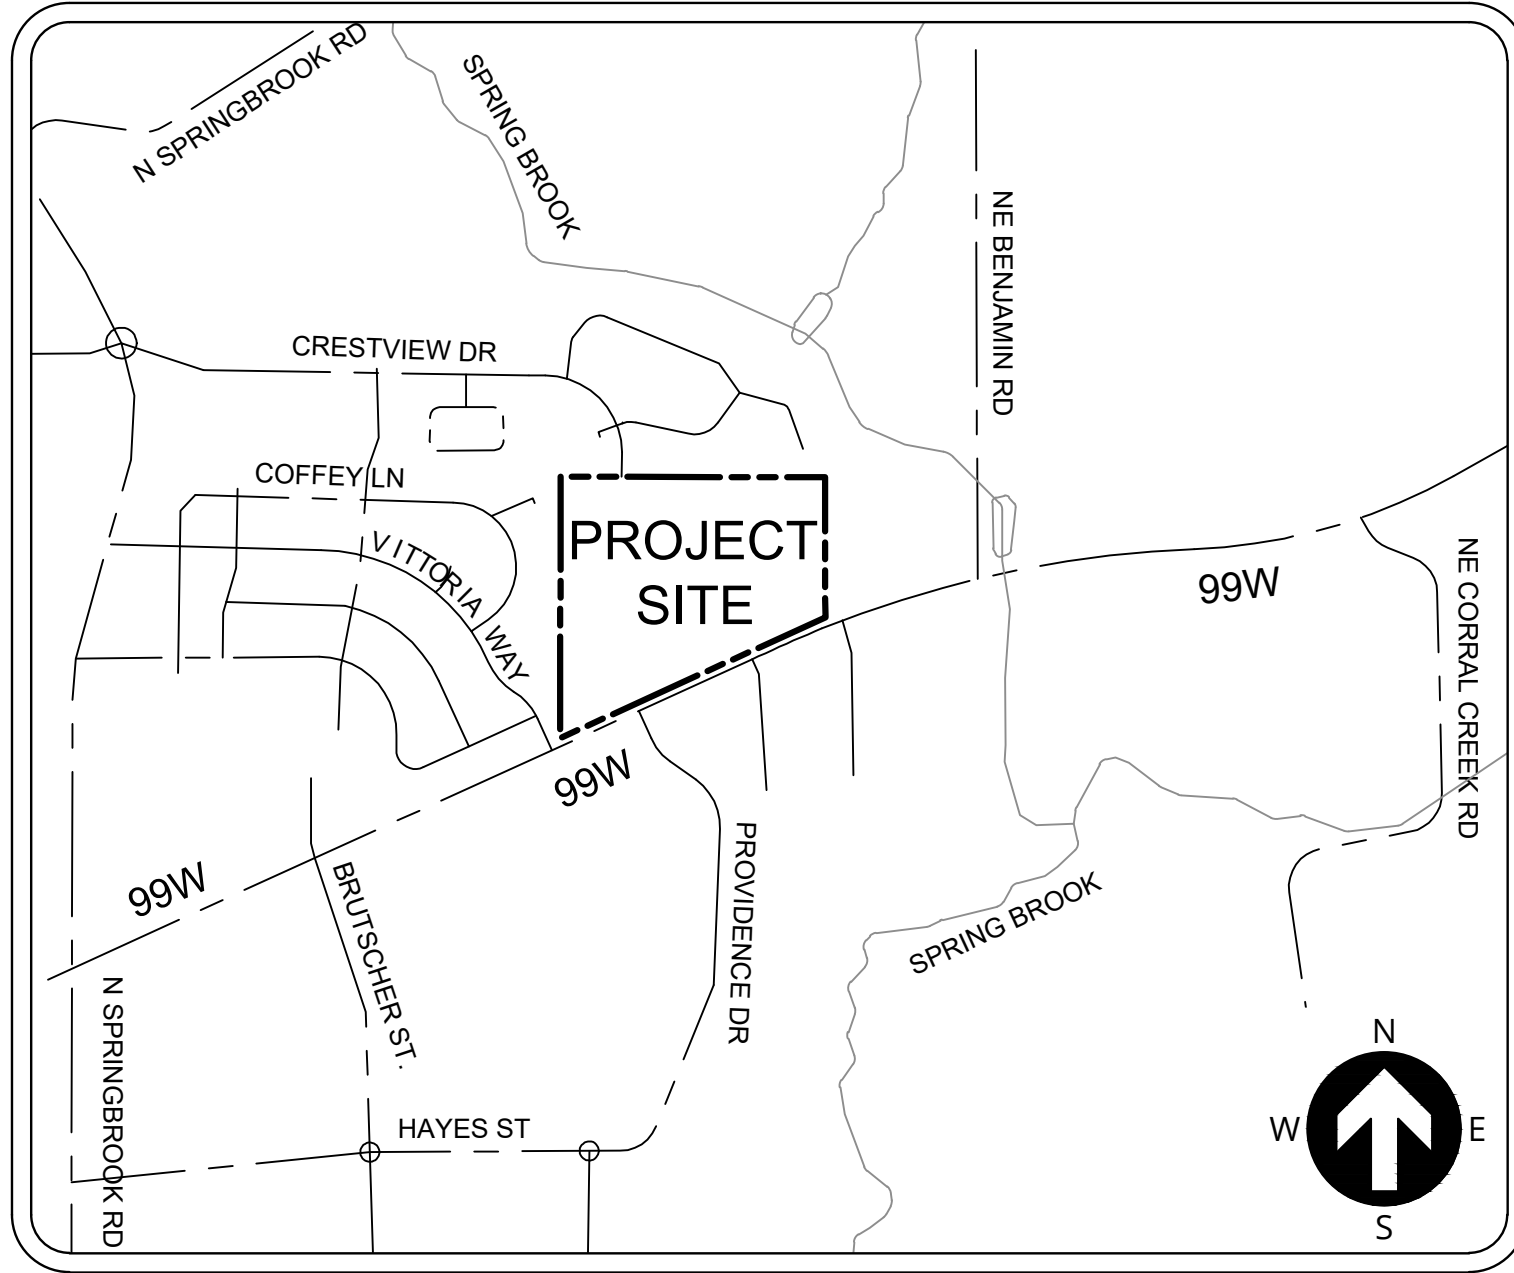 N SPRINGBROOK RD
SPRING BROOK
NE BENJAMIN RD
CRESTVIEW DR
COFFEY LN
VITTORIA WAY
PROJECT
SITE
99W
NE CORRAL CREEK RD
99W
99W
BRUTSCHER ST.
PROVIDENCE DR
SPRING BROOK
N SPRINGBROOK RD
HAYES ST
N
W
E
S